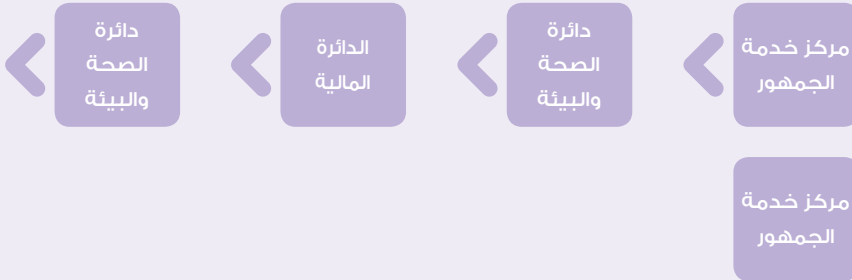 مركز خدمة
الجمهور
دائرة
الصحة
والبيئة
الدائرة
المالية
دائرة
الصحة
والبيئة
مركز خدمة
الجمهور